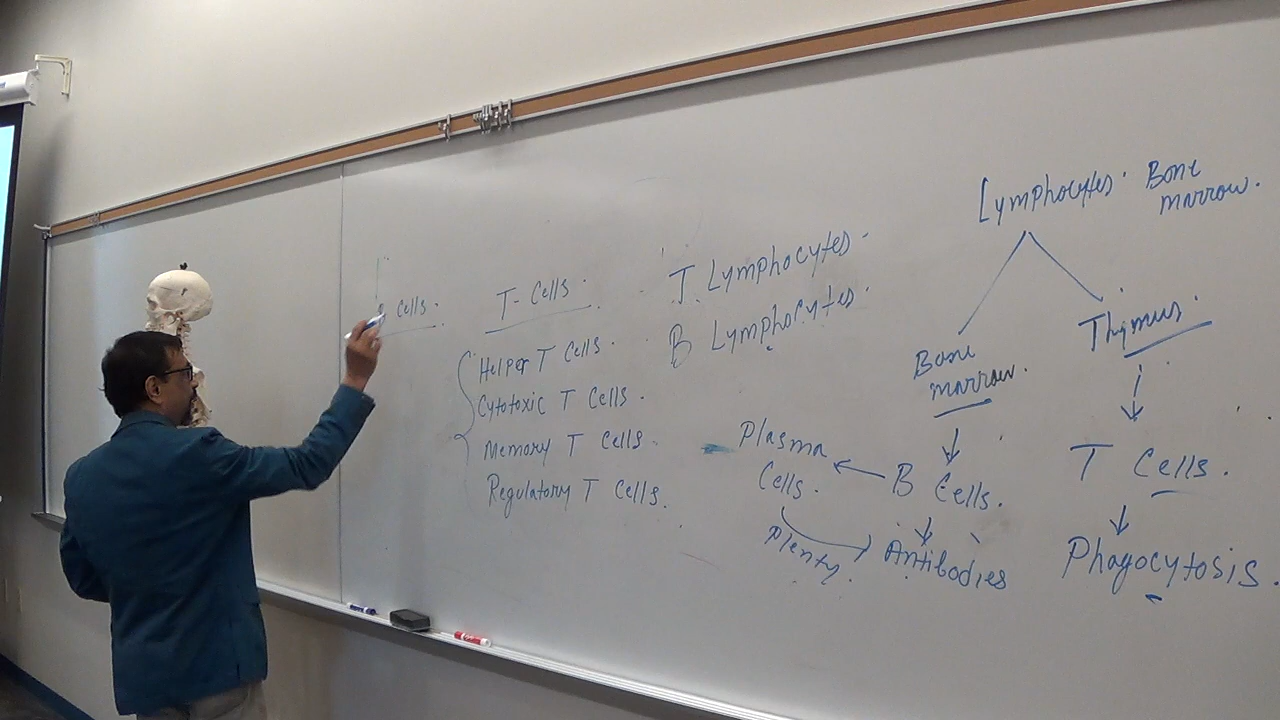 Cells.
T- Cells.
Helper T Cells.
Cytotoxic T Cells.
Memory T Cells.
Regulatory T Cells.
T Lymphocytes.
B Lymphocytes.
Lymphocytes. Bone
marrow.
Bone
marrow.
Thymus.
Plasma
Cells.
B Cells.
T Cells.
Plenty.
Antibodies
Phagocytosis.